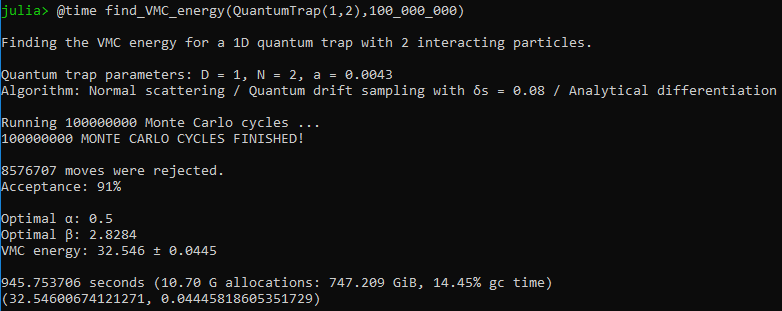 julia> @time find_VMC_energy(QuantumTrap(1,2),100_000_000)
Finding the VMC energy for a 1D quantum trap with 2 interacting particles.
Quantum trap parameters: D = 1, N = 2, a = 0.0043
Algorithm: Normal scattering / Quantum drift sampling with δs = 0.08 / Analytical differentiation
Running 100000000 Monte Carlo cycles ...
100000000 MONTE CARLO CYCLES FINISHED!
8576707 moves were rejected.
Acceptance: 91%
Optimal α: 0.5
Optimal β: 2.8284
VMC energy: 32.546 ± 0.0445
945.753706 seconds (10.70 G allocations: 747.209 GiB, 14.45% gc time)
(32.54600674121271, 0.04445818605351729)